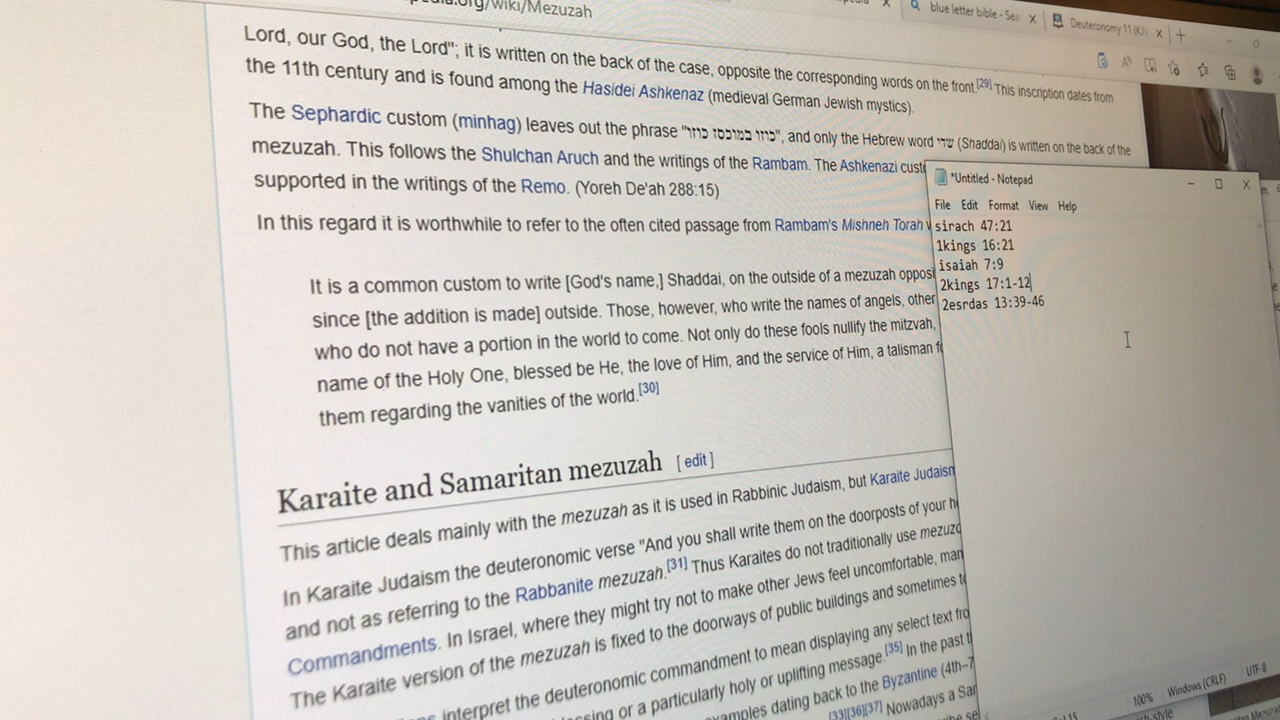 pedia.org/wiki/Mezuzah
blue letter bible - Sea
Deuteronomy 11 (KJV
Lord, our God, the Lord"; it is written on the back of the case, opposite the corresponding words on the front.[29] This inscription dates from
the 11th century and is found among the Hasidei Ashkenaz (medieval German Jewish mystics).
The Sephardic custom (minhag) leaves out the phrase "כוזו במוכסז כוזו", and only the Hebrew word שדי (Shaddai) is written on the back of the
mezuzah. This follows the Shulchan Aruch and the writings of the Rambam. The Ashkenazi
supported in the writings of the Remo. (Yoreh De'ah 288:15)
In this regard it is worthwhile to refer to the often cited passage from Rambam's Mishneh Torah
It is a common custom to write [God's name,] Shaddai, on the outside of a mezuzah
since [the addition is made] outside. Those, however, who write the names of angels, other
who do not have a portion in the world to come. Not only do these fools nullify the mitzvah,
name of the Holy One, blessed be He, the love of Him, and the service of Him, a talisman
them regarding the vanities of the world.[30]
Karaite and Samaritan mezuzah [ edit ]
This article deals mainly with the mezuzah as it is used in Rabbinic Judaism, but Karaite Judaism
In Karaite Judaism the deuteronomic verse "And you shall write them on the doorposts of your
and not as referring to the Rabbanite mezuzah.[31] Thus Karaites do not traditionally use
Commandments. In Israel, where they might try not to make other Jews feel uncomfortable,
The Karaite version of the mezuzah is fixed to the doorways of public buildings and sometimes
interpret the deuteronomic commandment to mean displaying any select text
or a particularly holy or uplifting message.[35] In the past
dating back to the Byzantine (4th–7
[33][36][37] Nowadays a
*Untitled - Notepad
File Edit Format View Help
sirach 47:21
1kings 16:21
isaiah 7:9
2kings 17:1-12
2esrdas 13:39-46
100% Windows (CRLF) UTF-8